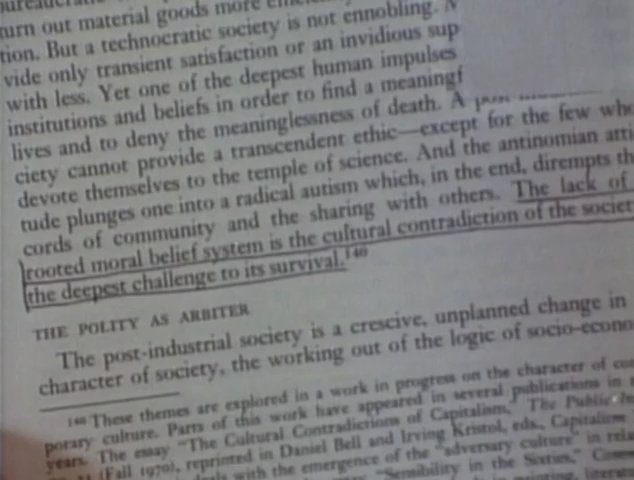 turn out material goods more
tion. But a technocratic society is not ennobling.
vide only transient satisfaction or an invidious sup
with less. Yet one of the deepest human impulses
institutions and beliefs in order to find a meaningf
lives and to deny the meaninglessness of death. A
ciety cannot provide a transcendent ethic—except for the few who
devote themselves to the temple of science. And the antinomian atti
tude plunges one into a radical autism which, in the end, dirempts th
cords of community and the sharing with others. The lack of
rooted moral belief system is the cultural contradiction of the societ
the deepest challenge to its survival.140
THE POLITY AS ARBITER
The post-industrial society is a crescive, unplanned change in
character of society, the working out of the logic of socio-econo
140 These themes are explored in a work in progress on the character of
porary culture. Parts of this work have appeared in several publications in
years. The essay "The Cultural Contradictions of Capitalism," The Public In
(Fall 1970), reprinted in Daniel Bell and Irving Kristol, eds., Capitalism
with the emergence of the "adversary culture" in rela
"Sensibility in the Sixties,"